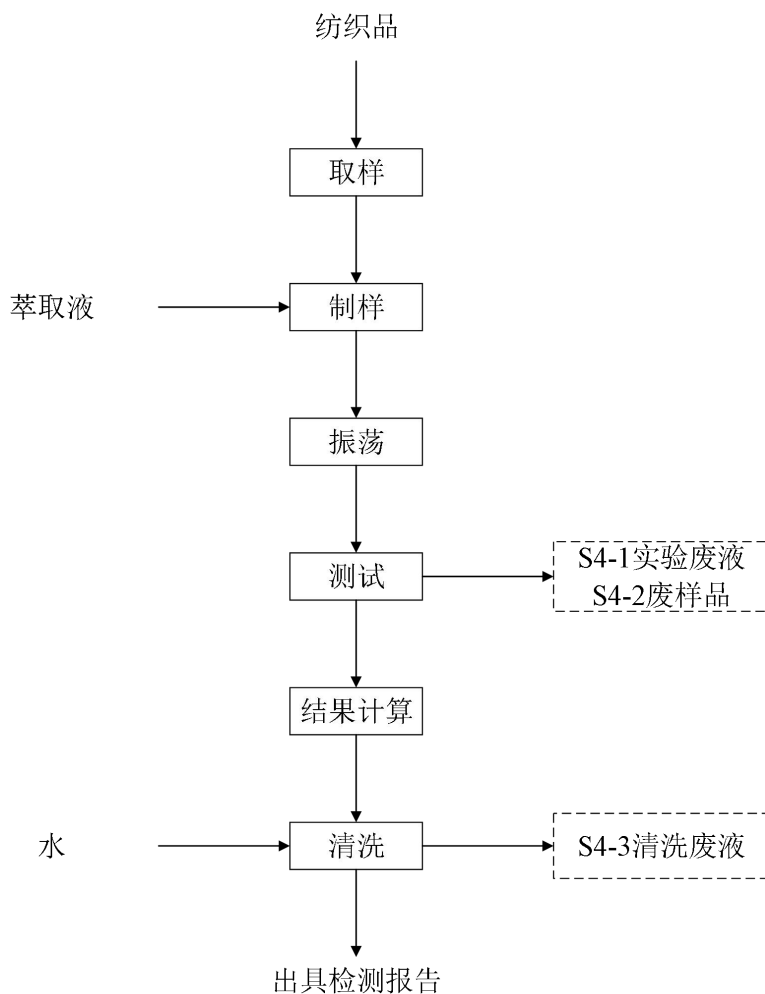 纺织品
取样
萃取液
制样
振荡
测试
S4-1实验废液
S4-2废样品
结果计算
水
清洗
S4-3清洗废液
出具检测报告